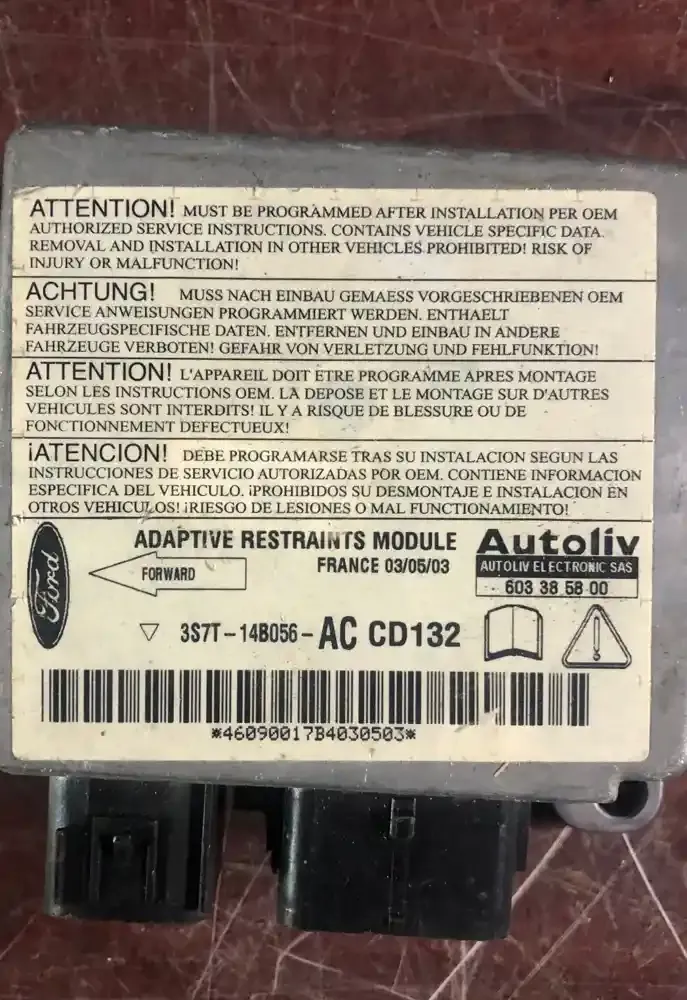 ATTENTION! MUST BE PROGRAMMED AFTER INSTALLATION PER OEM
AUTHORIZED SERVICE INSTRUCTIONS. CONTAINS VEHICLE SPECIFIC DATA.
REMOVAL AND INSTALLATION IN OTHER VEHICLES PROHIBITED! RISK OF
INJURY OR MALFUNCTION!
ACHTUNG! MUSS NACH EINBAU GEMAESS VORGESCHRIEBENEN OEM
SERVICE ANWEISUNGEN PROGRAMMIERT WERDEN. ENTHAELT
FAHRZEUGSPECIFISCHE DATEN. ENTFERNEN UND EINBAU IN ANDERE
FAHRZEUGE VERBOTEN! GEFAHR VON VERLETZUNG UND FEHLFUNKTION!
ATTENTION! L'APPAREIL DOIT ETRE PROGRAMME APRES MONTAGE
SELON LES INSTRUCTIONS OEM. LA DEPOSE ET LE MONTAGE SUR D'AUTRES
VEHICULES SONT INTERDITS! IL Y A RISQUE DE BLESSURE OU DE
FONCTIONNEMENT DEFECTUEUX!
¡ATENCION! DEBE PROGRAMARSE TRAS SU INSTALACION SEGUN LAS
INSTRUCCIONES DE SERVICIO AUTORIZADAS POR OEM. CONTIENE INFORMACION
ESPECIFICA DEL VEHICULO. ¡PROHIBIDOS SU DESMONTAJE E INSTALACION EN
OTROS VEHICULOS! ¡RIESGO DE LESIONES O MAL FUNCTIONAMIENTO!
Ford
ADAPTIVE RESTRAINTS MODULE
FORWARD
FRANCE 03/05/03
Autoliv
AUTOLIV ELECTRONIC SAS
603 38 58 00
3S7T-14B056-AC CD132
*46090017B4030503*